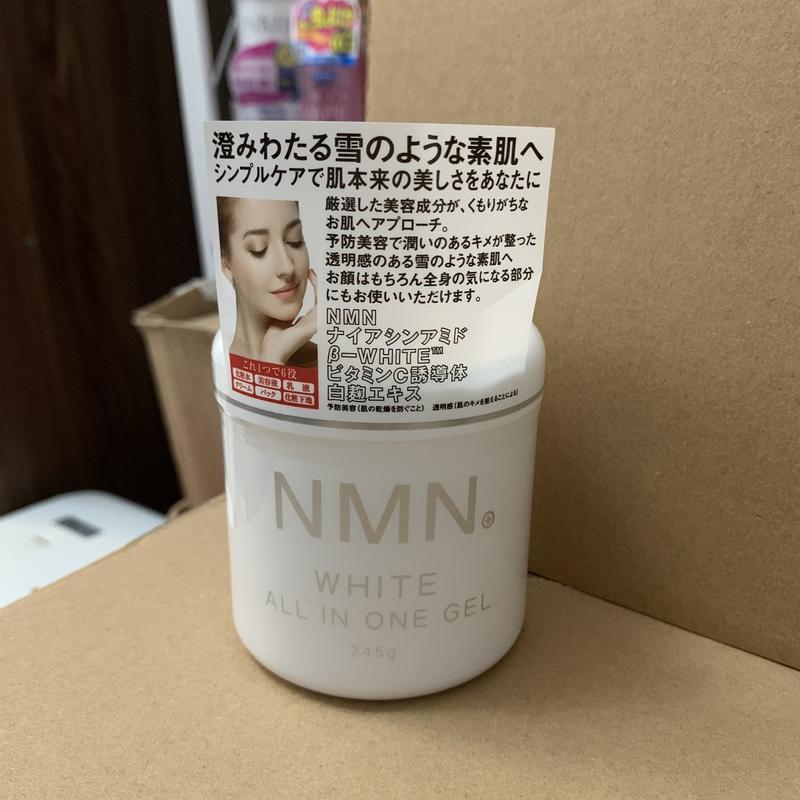 澄みわたる雪のような素肌へ
シンプルケアで肌本来の美しさをあなたに
厳選した美容成分が、くもりがちな
お肌へアプローチ。
予防美容で潤いのあるキメが整った
透明感のある雪のような素肌へ
お顔はもちろん全身の気になる部分
にもお使いいただけます。
NMN
ナイアシンアミド
β-WHITE™
ビタミンC誘導体
白麹エキス
これ1つで6役
化粧水 美容液 乳液
クリーム パック 化粧下地
予防美容(肌の乾燥を防ぐこと) 透明感(肌のキメを整えることによる)
NMN
WHITE
ALL IN ONE GEL
245g